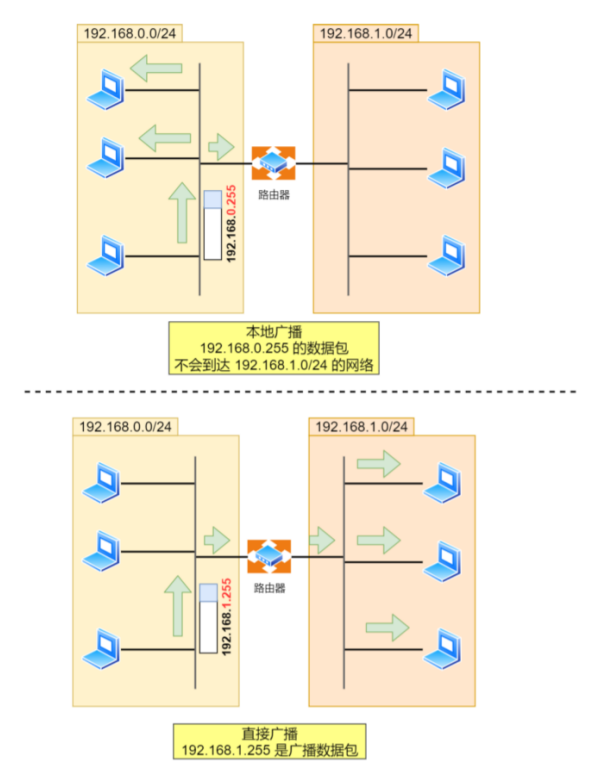 192.168.0.0/24
192.168.1.0/24
192.168.0.255
路由器
本地广播
192.168.0.255 的数据包
不会到达 192.168.1.0/24 的网络
192.168.0.0/24
192.168.1.0/24
192.168.1.255
路由器
直接广播
192.168.1.255 是广播数据包